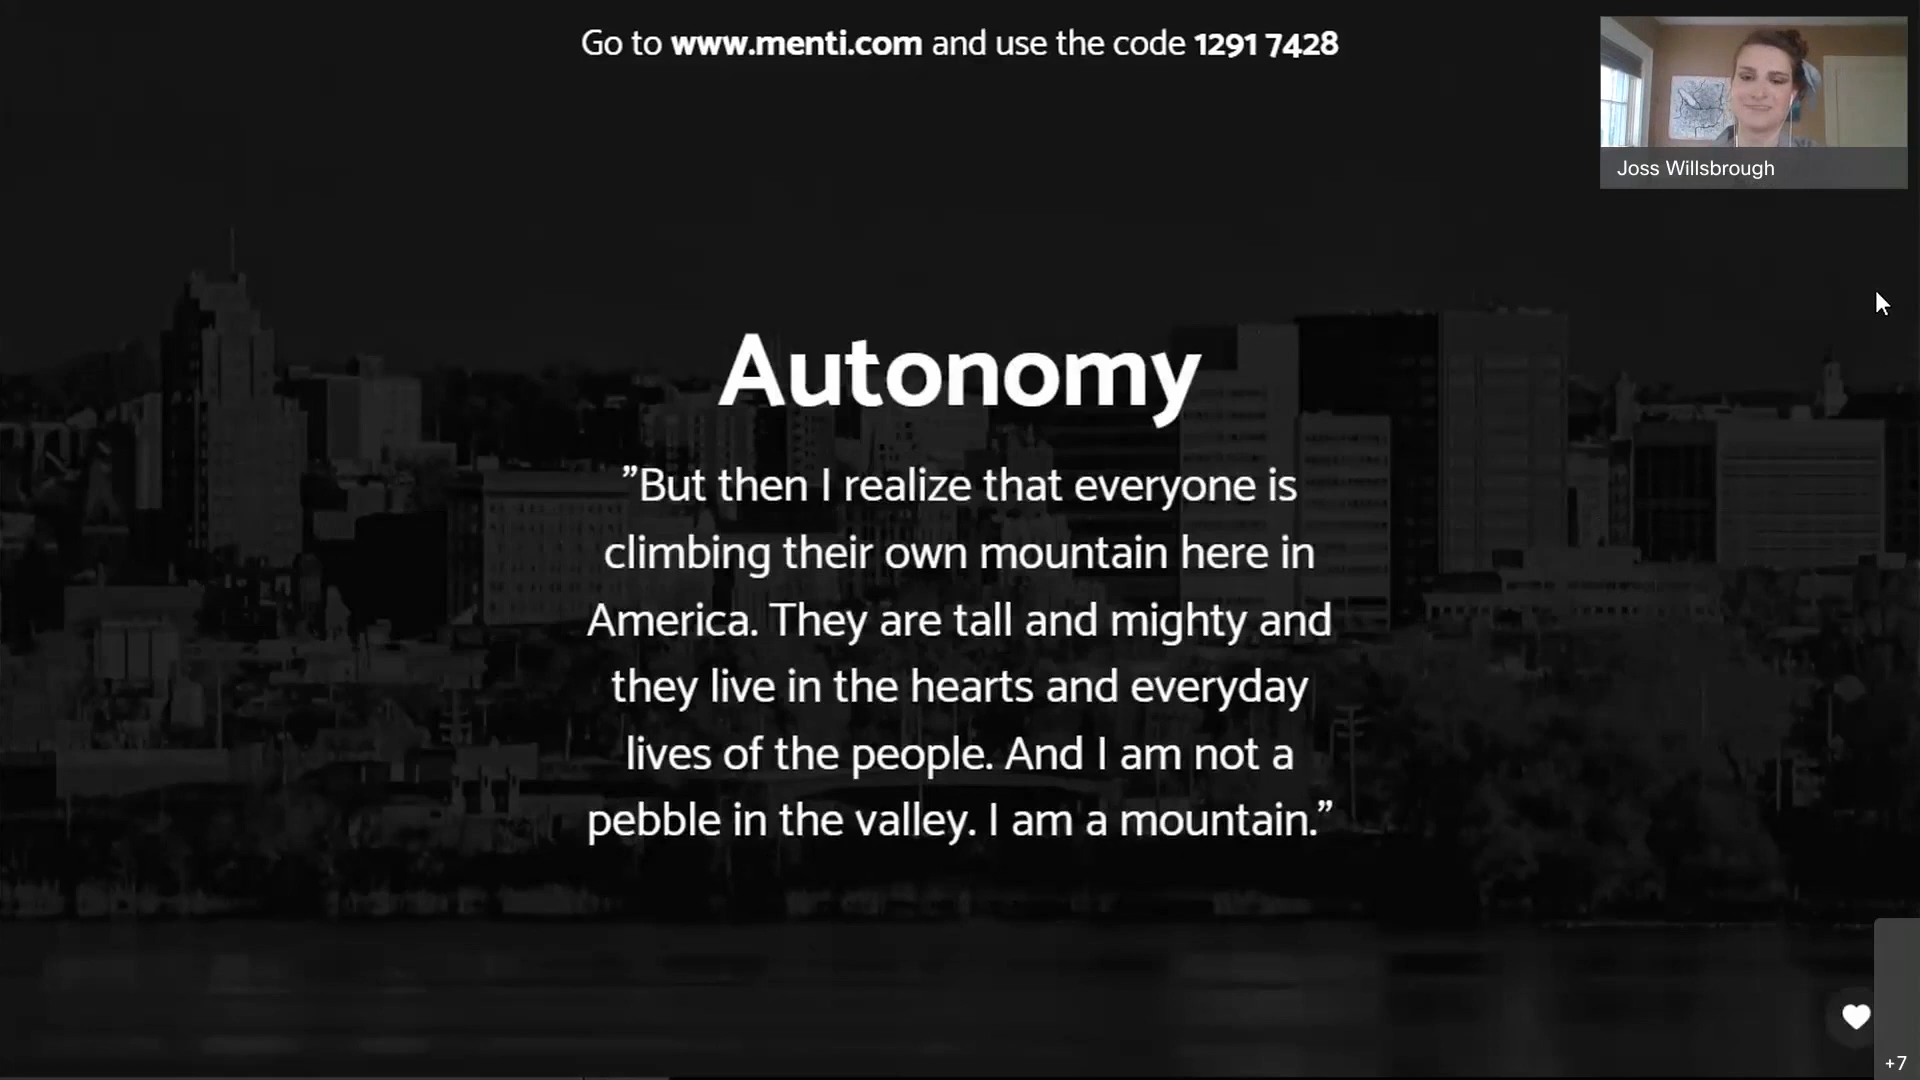 Go to www.menti.com and use the code 1291 7428
Joss Willsbrough
Autonomy
”But then I realize that everyone is
climbing their own mountain here in
America. They are tall and mighty and
they live in the hearts and everyday
lives of the people. And I am not a
pebble in the valley. I am a mountain.”
+7